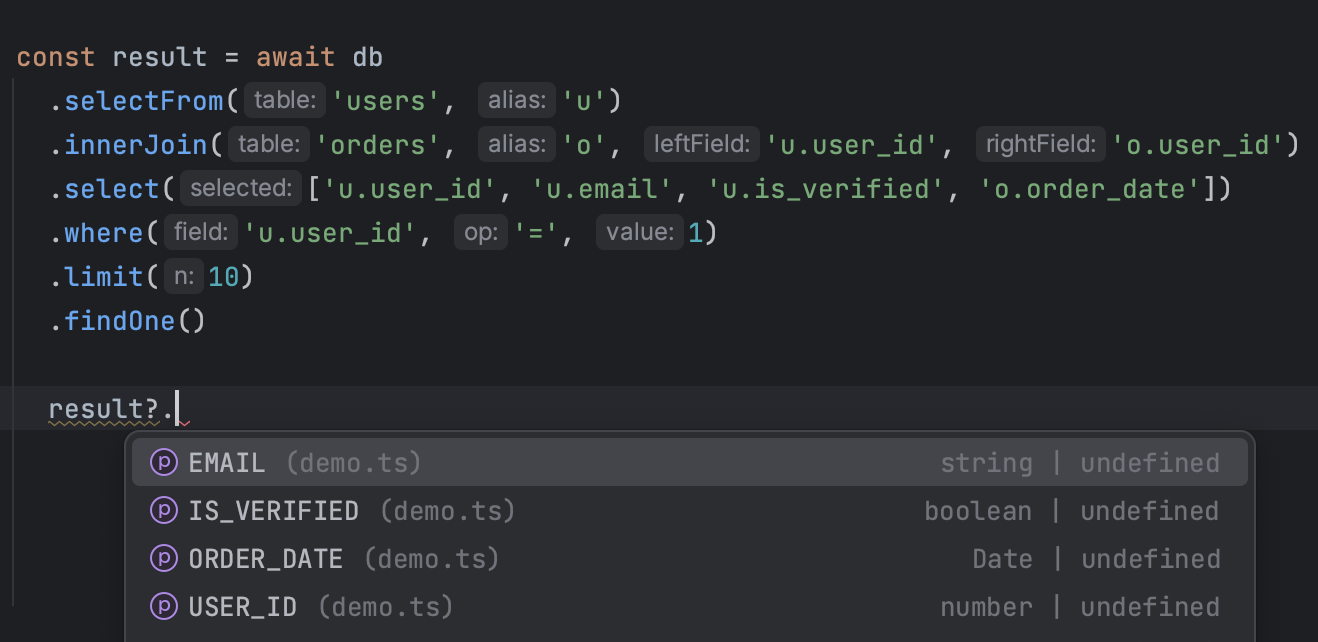 const result = await db
.selectFrom( table: 'users', alias: 'u')
.innerJoin( table: 'orders', alias: 'o', leftField: 'u.user_id', rightField: 'o.user_id')
.select( selected: ['u.user_id', 'u.email', 'u.is_verified', 'o.order_date'])
.where( field: 'u.user_id', op: '=', value: 1)
.limit( n: 10)
.findOne()
result?.
p EMAIL (demo.ts) string | undefined
p IS_VERIFIED (demo.ts) boolean | undefined
p ORDER_DATE (demo.ts) Date | undefined
p USER_ID (demo.ts) number | undefined